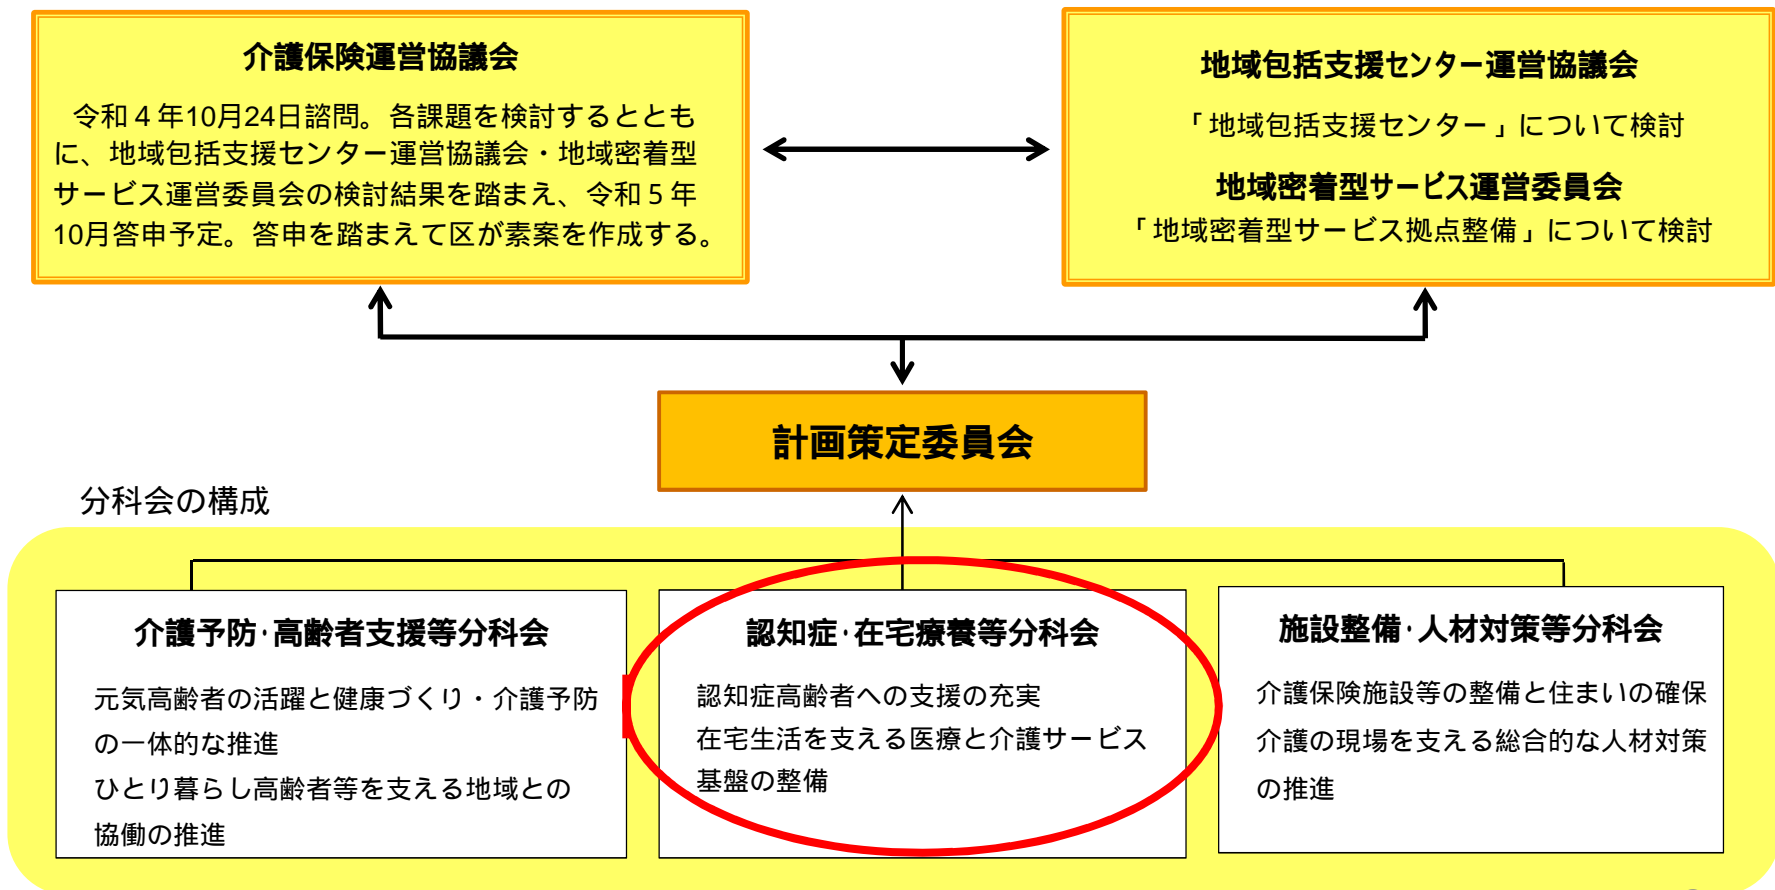 介護保険運営協議会
令和４年10月24日諮問。各課題を検討するととも
に、地域包括支援センター運営協議会・地域密着型
サービス運営委員会の検討結果を踏まえ、令和５年
10月答申予定。答申を踏まえて区が素案を作成する。
地域包括支援センター運営協議会
「地域包括支援センター」について検討
地域密着型サービス運営委員会
「地域密着型サービス拠点整備」について検討
計画策定委員会
分科会の構成
介護予防・高齢者支援等分科会
元気高齢者の活躍と健康づくり・介護予防
の一体的な推進
ひとり暮らし高齢者等を支える地域との
協働の推進
認知症・在宅療養等分科会
認知症高齢者への支援の充実
在宅生活を支える医療と介護サービス
基盤の整備
施設整備・人材対策等分科会
介護保険施設等の整備と住まいの確保
介護の現場を支える総合的な人材対策
の推進